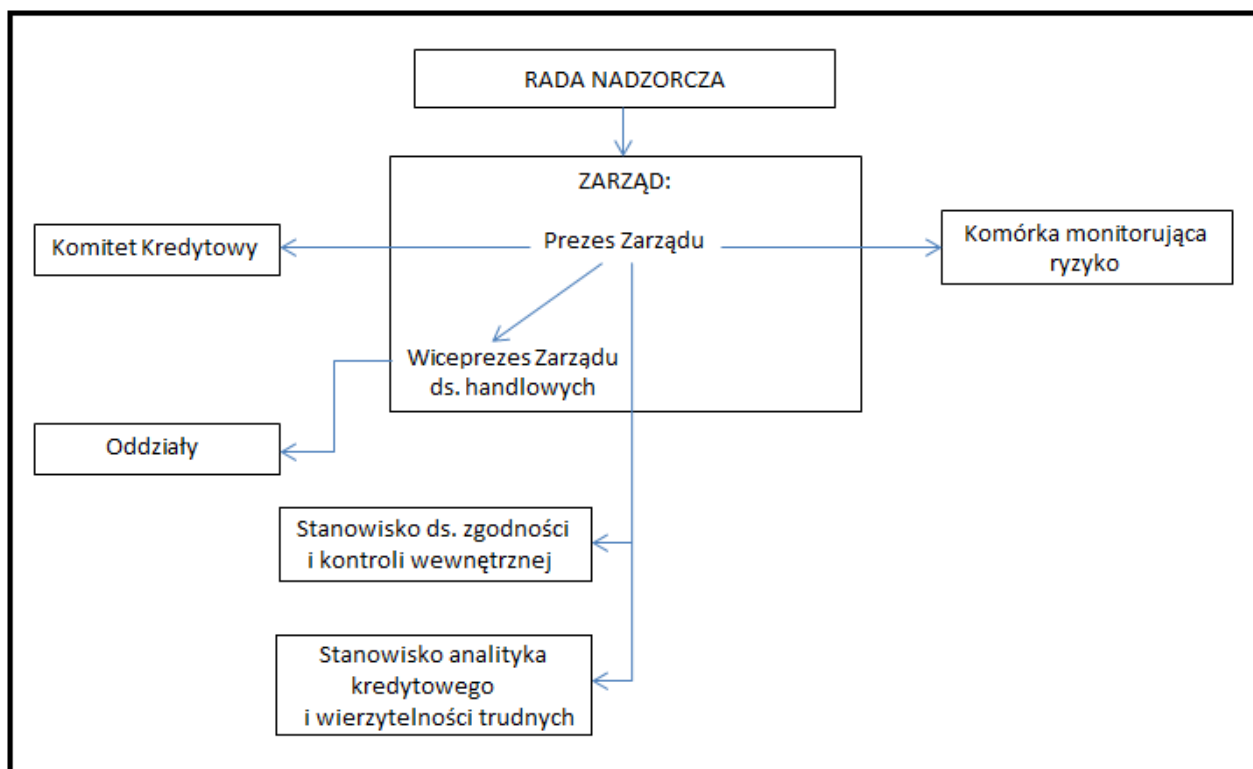 RADA NADZORCZA
ZARZĄD:
Prezes Zarządu
Komitet Kredytowy
Komórka monitorująca
ryzyko
Wiceprezes Zarządu
ds. handlowych
Oddziały
Stanowisko ds. zgodności
i kontroli wewnętrznej
Stanowisko analityka
kredytowego
i wierzytelności trudnych